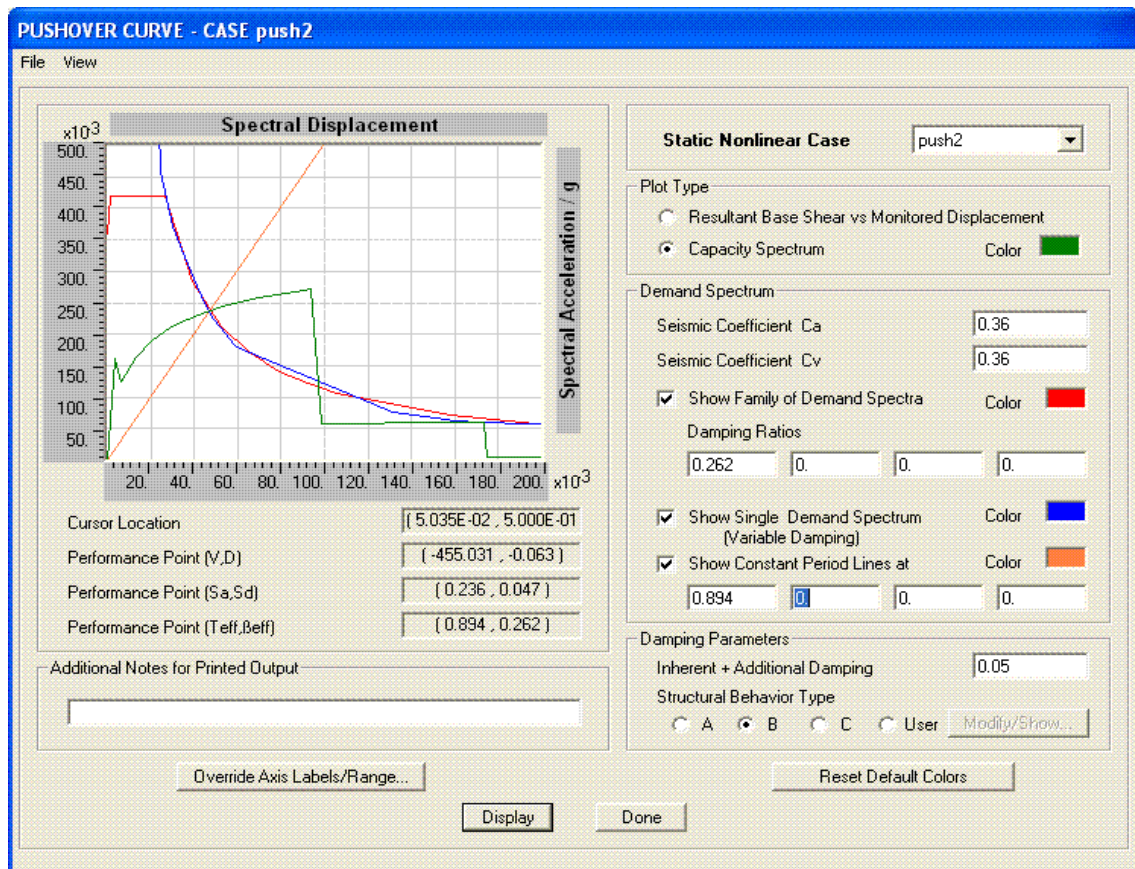 PUSHOVER CURVE - CASE push2
File View
Spectral Displacement
x10-3
500.
450.
400.
350.
300.
250.
200.
150.
100.
50.
Spectral Acceleration / g
20. 40. 60. 80. 100. 120. 140. 160. 180. 200. x10-3
Cursor Location ( 5.035E-02 , 5.000E-01
Performance Point (V,D) ( -455.031 , -0.063 )
Performance Point (Sa,Sd) ( 0.236 , 0.047 )
Performance Point (Teff,ßeff) ( 0.894 , 0.262 )
Additional Notes for Printed Output
Override Axis Labels/Range...
Static Nonlinear Case push2
Plot Type
Resultant Base Shear vs Monitored Displacement
Capacity Spectrum Color
Demand Spectrum
Seismic Coefficient Ca 0.36
Seismic Coefficient Cv 0.36
Show Family of Demand Spectra Color
Damping Ratios
0.262 0. 0. 0.
Show Single Demand Spectrum Color
(Variable Damping)
Show Constant Period Lines at Color
0.894 0. 0. 0.
Damping Parameters
Inherent + Additional Damping 0.05
Structural Behavior Type
A B C User Modify/Show...
Reset Default Colors
Display Done